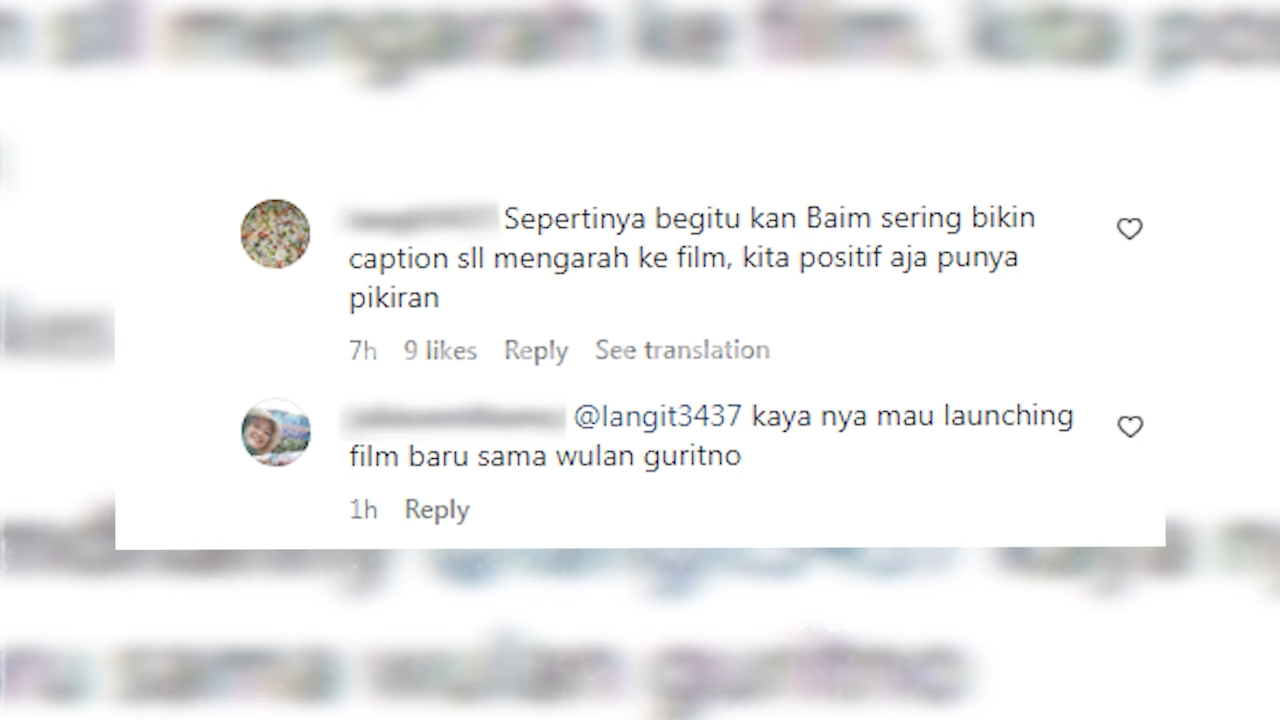 Sepertinya begitu kan Baim sering bikin
caption sll mengarah ke film, kita positif aja punya
pikiran
7h 9 likes Reply See translation
@langit3437 kaya nya mau launching
film baru sama wulan guritno
1h Reply